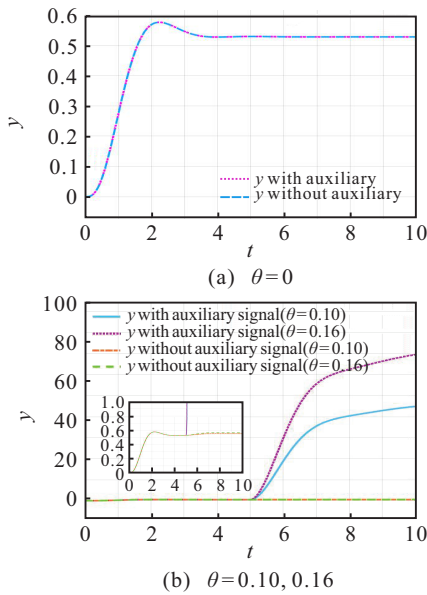 0.6
0.5
0.4
0.3
0.2
0.1
0
y
y with auxiliary
y without auxiliary
0 2 4 6 8 10
t
(a) θ=0
100
80
60
40
20
0
y
y with auxiliary signal(θ=0.10)
y with auxiliary signal(θ=0.16)
y without auxiliary signal(θ=0.10)
y without auxiliary signal(θ=0.16)
1.0
0.8
0.6
0.4
0.2
0
0 2 4 6 8 10
0 2 4 6 8 10
t
(b) θ=0.10, 0.16